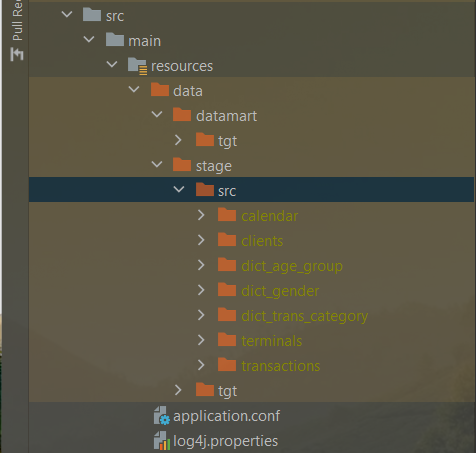 Pull Re
src
main
resources
data
datamart
tgt
stage
src
calendar
clients
dict_age_group
dict_gender
dict_trans_category
terminals
transactions
tgt
application.conf
log4j.properties